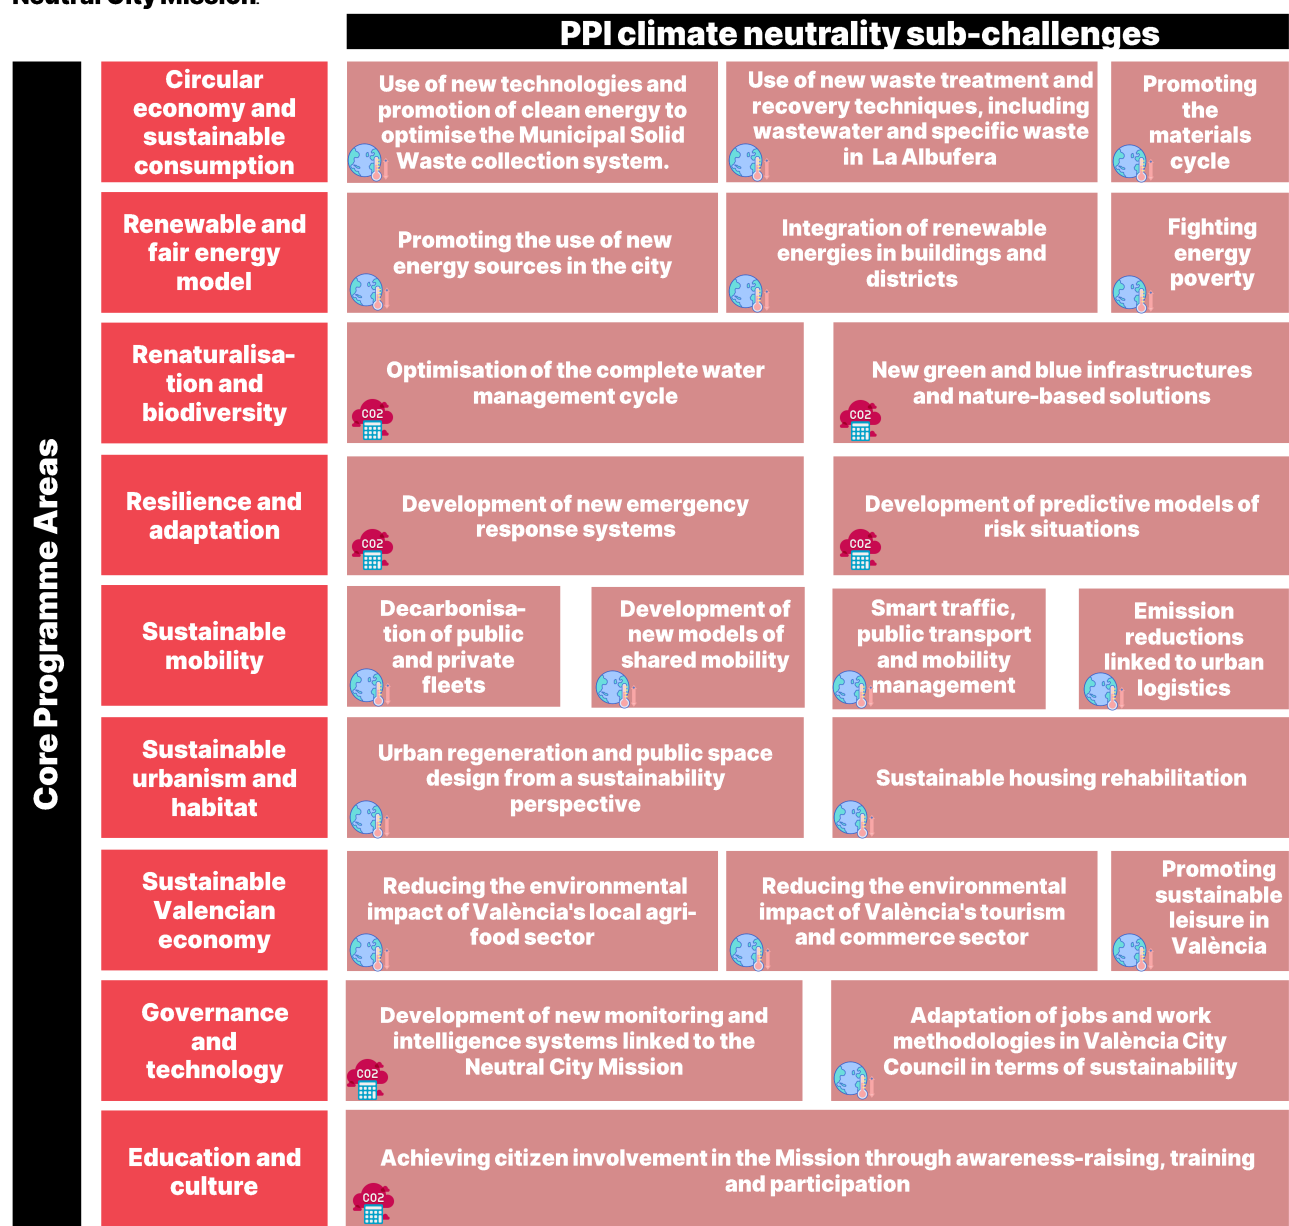 Neutral City Mission.
PPI climate neutrality sub-challenges
Core Programme Areas
Circular
economy and
sustainable
consumption
Use of new technologies and
promotion of clean energy to
optimise the Municipal Solid
Waste collection system.
Use of new waste treatment and
recovery techniques, including
wastewater and specific waste
in La Albufera
Promoting
the
materials
cycle
Renewable and
fair energy
model
Promoting the use of new
energy sources in the city
Integration of renewable
energies in buildings and
districts
Fighting
energy
poverty
Renaturalisa-
tion and
biodiversity
Optimisation of the complete water
management cycle
CO2
New green and blue infrastructures
and nature-based solutions
CO2
Resilience and
adaptation
Development of new emergency
response systems
CO2
Development of predictive models of
risk situations
CO2
Sustainable
mobility
Decarbonisa-
tion of public
and private
fleets
Development of
new models of
shared mobility
Smart traffic,
public transport
and mobility
management
Emission
reductions
linked to urban
logistics
Sustainable
urbanism and
habitat
Urban regeneration and public space
design from a sustainability
perspective
Sustainable housing rehabilitation
Sustainable
Valencian
economy
Reducing the environmental
impact of València's local agri-
food sector
Reducing the environmental
impact of València's tourism
and commerce sector
Promoting
sustainable
leisure in
València
Governance
and
technology
Development of new monitoring and
intelligence systems linked to the
Neutral City Mission
CO2
Adaptation of jobs and work
methodologies in València City
Council in terms of sustainability
Education and
culture
Achieving citizen involvement in the Mission through awareness-raising, training
and participation
CO2